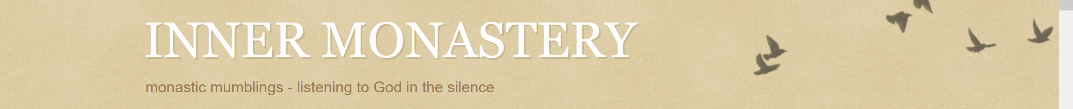 INNER MONASTERY
monastic mumblings - listening to God in the silence